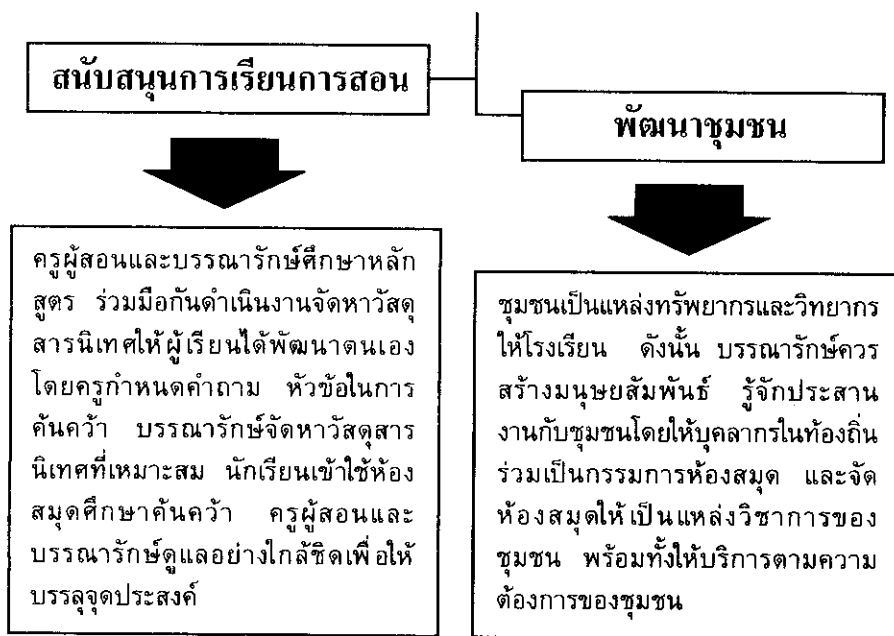 สนับสนุนการเรียนการสอน
ครูผู้สอนและบรรณารักษ์ศึกษาหลัก
สูตร ร่วมมือกันดำเนินงานจัดหาวัสดุ
สารนิเทศให้ผู้เรียนได้พัฒนาตนเอง
โดยครูกำหนดคำถาม หัวข้อในการ
ค้นคว้า บรรณารักษ์จัดหาวัสดุสาร
นิเทศที่เหมาะสม นักเรียนเข้าใช้ห้อง
สมุดศึกษาค้นคว้า ครูผู้สอนและ
บรรณารักษ์ดูแลอย่างใกล้ชิดเพื่อให้
บรรลุจุดประสงค์
พัฒนาชุมชน
ชุมชนเป็นแหล่งทรัพยากรและวิทยากร
ให้โรงเรียน ดังนั้น บรรณารักษ์ควร
สร้างมนุษยสัมพันธ์ รู้จักประสาน
งานกับชุมชนโดยให้บุคลากรในท้องถิ่น
ร่วมเป็นกรรมการห้องสมุด และจัด
ห้องสมุดให้เป็นแหล่งวิชาการของ
ชุมชน พร้อมทั้งให้บริการตามความ
ต้องการของชุมชน